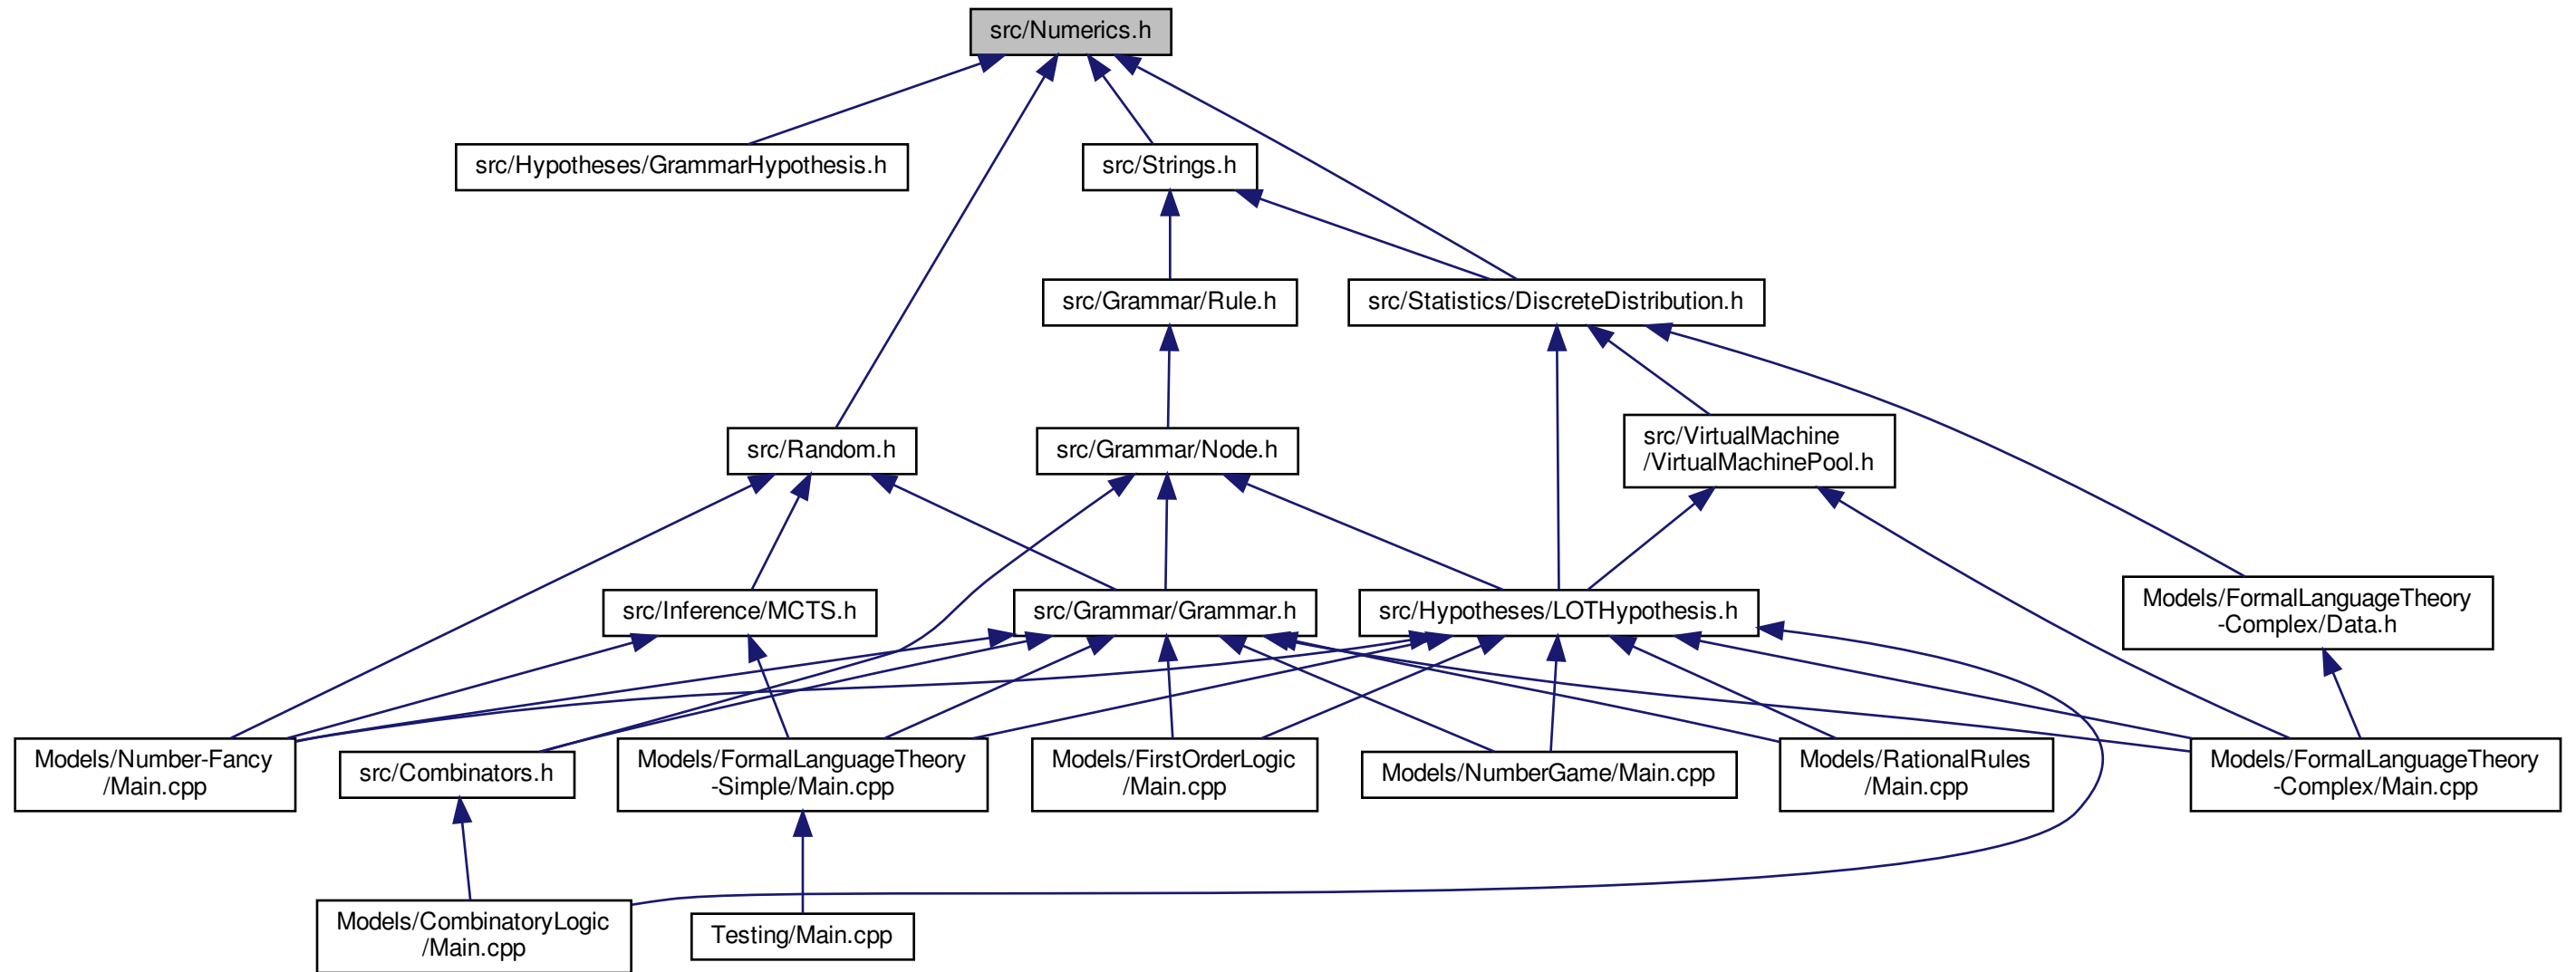 src/Numerics.h
src/Hypotheses/GrammarHypothesis.h
src/Strings.h
src/Grammar/Rule.h
src/Statistics/DiscreteDistribution.h
src/Random.h
src/Grammar/Node.h
src/VirtualMachine
/VirtualMachinePool.h
src/Inference/MCTS.h
src/Grammar/Grammar.h
src/Hypotheses/LOTHypothesis.h
Models/FormalLanguageTheory
-Complex/Data.h
Models/Number-Fancy
/Main.cpp
src/Combinators.h
Models/FormalLanguageTheory
-Simple/Main.cpp
Models/FirstOrderLogic
/Main.cpp
Models/NumberGame/Main.cpp
Models/RationalRules
/Main.cpp
Models/FormalLanguageTheory
-Complex/Main.cpp
Models/CombinatoryLogic
/Main.cpp
Testing/Main.cpp